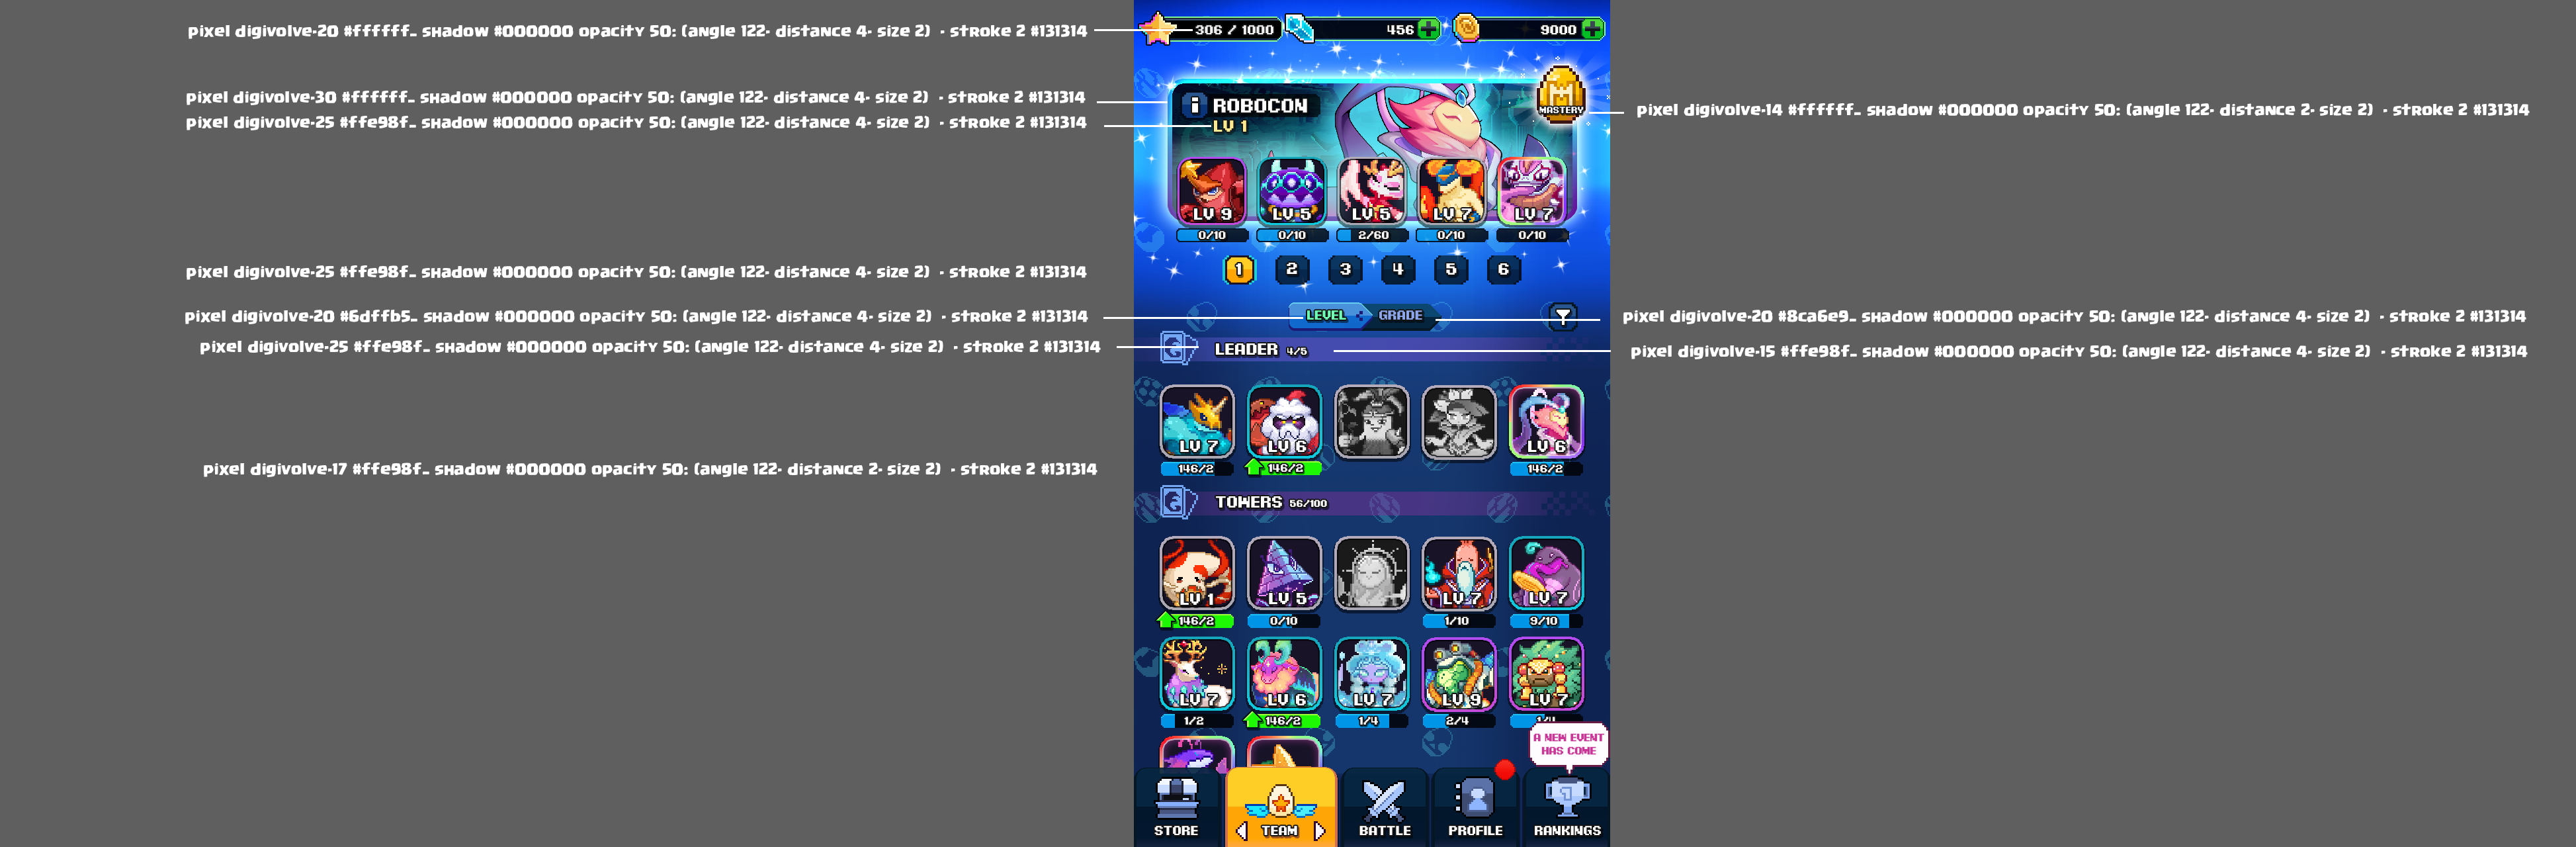 pixel digivolve-20 #ffffff_ shadow #000000 opacity 50: (angle 122- distance 4- size 2) - stroke 2 #131314
306 / 1000
456
9000
pixel digivolve-30 #ffffff_ shadow #000000 opacity 50: (angle 122- distance 4- size 2) - stroke 2 #131314
i ROBOCON
MASTERY
pixel digivolve-14 #ffffff_ shadow #000000 opacity 50: (angle 122- distance 2- size 2) - stroke 2 #131314
pixel digivolve-25 #ffe98f_ shadow #000000 opacity 50: (angle 122- distance 4- size 2) - stroke 2 #131314
LV 1
LV 9 LV 5 LV 5 LV 7 LV 7
0/10 0/10 2/60 0/10 0/10
pixel digivolve-25 #ffe98f_ shadow #000000 opacity 50: (angle 122- distance 4- size 2) - stroke 2 #131314
1 2 3 4 5 6
pixel digivolve-20 #6dffb5_ shadow #000000 opacity 50: (angle 122- distance 4- size 2) - stroke 2 #131314
LEVEL GRADE
pixel digivolve-20 #8ca6e9_ shadow #000000 opacity 50: (angle 122- distance 4- size 2) - stroke 2 #131314
pixel digivolve-25 #ffe98f_ shadow #000000 opacity 50: (angle 122- distance 4- size 2) - stroke 2 #131314
LEADER 4/5
pixel digivolve-15 #ffe98f_ shadow #000000 opacity 50: (angle 122- distance 4- size 2) - stroke 2 #131314
LV 7 LV 6 LV 6
pixel digivolve-17 #ffe98f_ shadow #000000 opacity 50: (angle 122- distance 2- size 2) - stroke 2 #131314
146/2 146/2 146/2
TOWERS 56/100
LV 1 LV 5 LV 7 LV 7
146/2 0/10 1/10 9/10
LV 7 LV 6 LV 7 LV 9 LV 7
1/2 146/2 1/4 2/4 1/4
A NEW EVENT
HAS COME
STORE TEAM BATTLE PROFILE RANKINGS